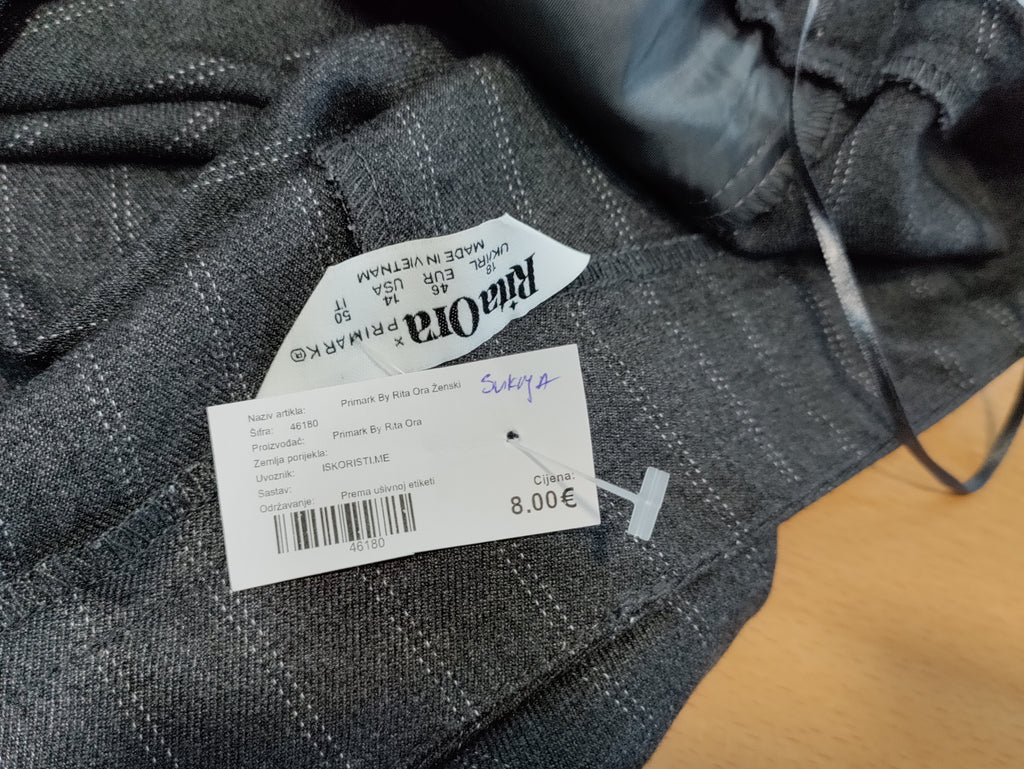 Rita Ora
× PRIMARK®
18 46 14 50
UK/IRL EUR USA IT
MADE IN VIETNAM
Naziv artikla: Primark By Rita Ora Ženski
Šifra: 46180
Proizvođač: Primark By Rita Ora
Zemlja porijekla:
Uvoznik: ISKORISTI.ME
Sastav:
Održavanje: Prema ušivnoj etiketi
46180
Suknja
Cijena:
8.00€